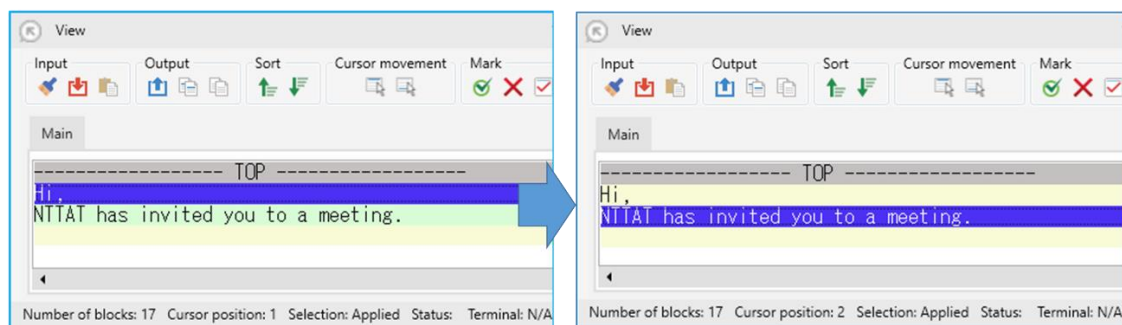 View
Input Output Sort Cursor movement Mark
Main
------------------ TOP ------------------
Hi,
NTTAT has invited you to a meeting.
Number of blocks: 17 Cursor position: 1 Selection: Applied Status: Terminal: N/A
View
Input Output Sort Cursor movement Mark
Main
------------------ TOP ------------------
Hi,
NTTAT has invited you to a meeting.
Number of blocks: 17 Cursor position: 2 Selection: Applied Status: Terminal: N/A